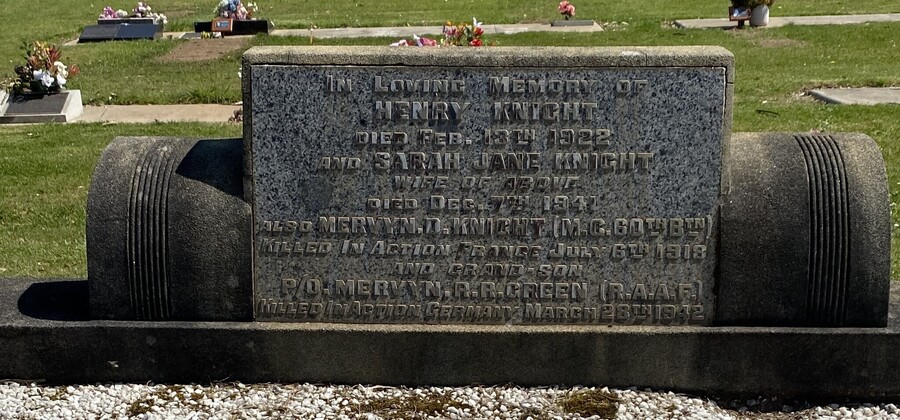 IN LOVING MEMORY OF
HENRY KNIGHT
DIED FEB. 13TH 1922
AND SARAH JANE KNIGHT
WIFE OF ABOVE
DIED DEC. 7TH 1941
ALSO MERVYN. D. KNIGHT. (M.C. 60TH BTN)
KILLED IN ACTION FRANCE JULY 6TH 1918
AND GRAND-SON
P/O. MERVYN. R. R. GREEN (R.A.A.F.)
KILLED IN ACTION. GERMANY. MARCH 28TH 1942